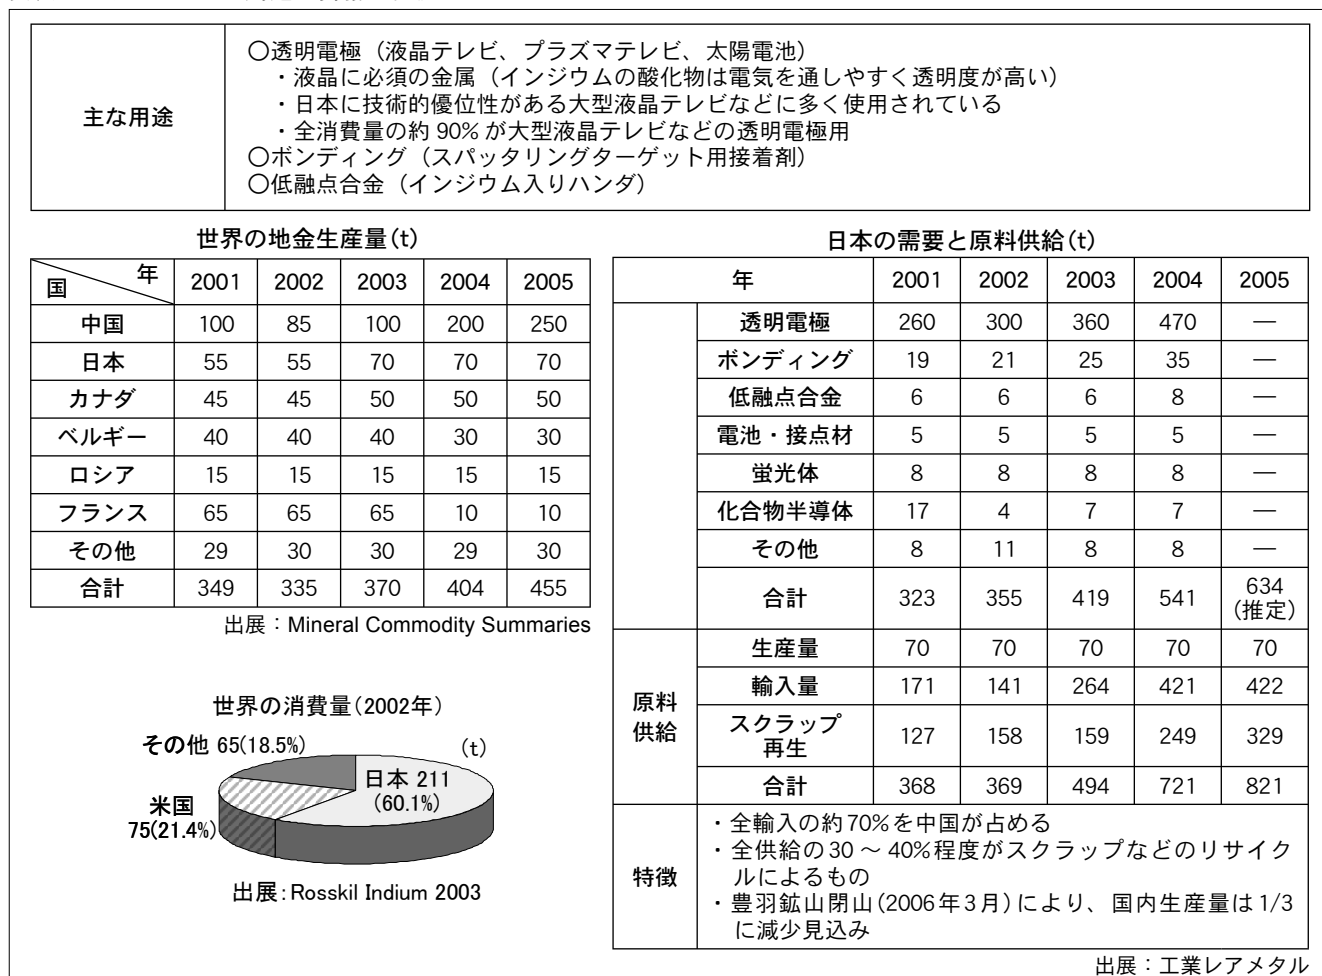 主な用途
○透明電極（液晶テレビ、プラズマテレビ、太陽電池）
・液晶に必須の金属（インジウムの酸化物は電気を通しやすく透明度が高い）
・日本に技術的優位性がある大型液晶テレビなどに多く使用されている
・全消費量の約 90% が大型液晶テレビなどの透明電極用
○ボンディング（スパッタリングターゲット用接着剤）
○低融点合金（インジウム入りハンダ）
世界の地金生産量(t)
国 年 2001 2002 2003 2004 2005
中国 100 85 100 200 250
日本 55 55 70 70 70
カナダ 45 45 50 50 50
ベルギー 40 40 40 30 30
ロシア 15 15 15 15 15
フランス 65 65 65 10 10
その他 29 30 30 29 30
合計 349 335 370 404 455
出展：Mineral Commodity Summaries
世界の消費量(2002年)
(t)
その他 65(18.5%)
日本 211
(60.1%)
米国
75(21.4%)
出展：Rosskil Indium 2003
日本の需要と原料供給(t)
年 2001 2002 2003 2004 2005
透明電極 260 300 360 470 —
ボンディング 19 21 25 35 —
低融点合金 6 6 6 8 —
電池・接点材 5 5 5 5 —
蛍光体 8 8 8 8 —
化合物半導体 17 4 7 7 —
その他 8 11 8 8 —
合計 323 355 419 541 634
(推定)
原料
供給
生産量 70 70 70 70 70
輸入量 171 141 264 421 422
スクラップ
再生 127 158 159 249 329
合計 368 369 494 721 821
特徴
・全輸入の約70%を中国が占める
・全供給の30 ～ 40%程度がスクラップなどのリサイク
ルによるもの
・豊羽鉱山閉山(2006年3月)により、国内生産量は1/3
に減少見込み
出展：工業レアメタル